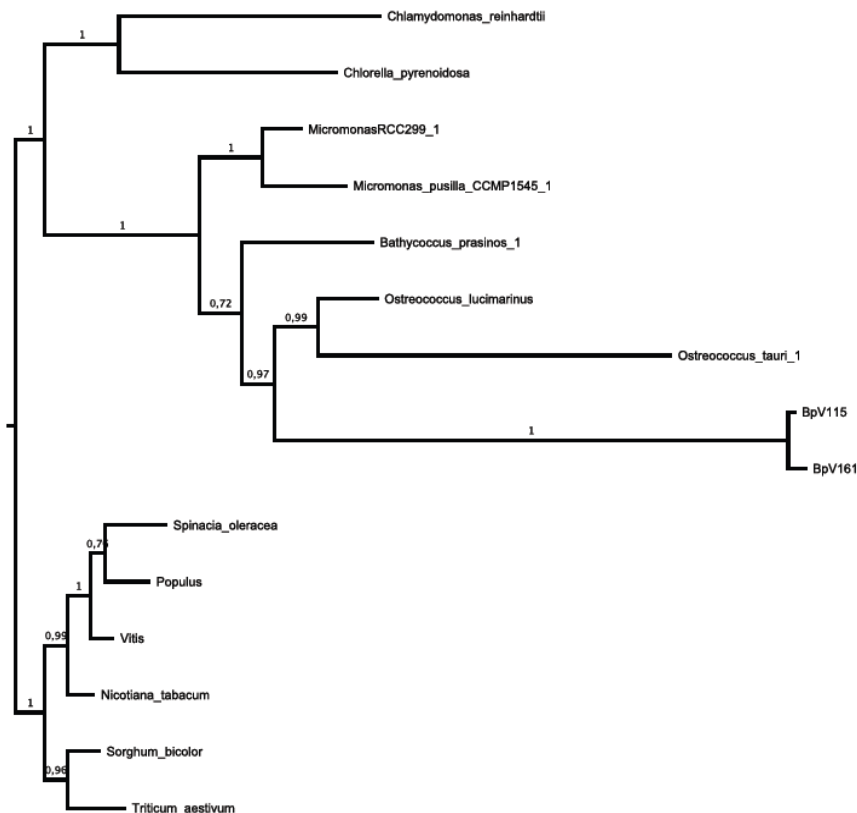 Chlamydomonas_reinhardtii
1
Chlorella_pyrenoidosa
1
MicromonasRCC299_1
1
Micromonas_pusilla_CCMP1545_1
1
Bathycoccus_prasinos_1
0,72
Ostreococcus_lucimarinus
0,99
Ostreococcus_tauri_1
0,97
BpV115
1
BpV161
Spinacia_oleracea
0,76
Populus
1
Vitis
0,99
Nicotiana_tabacum
1
Sorghum_bicolor
0,96
Triticum_aestivum